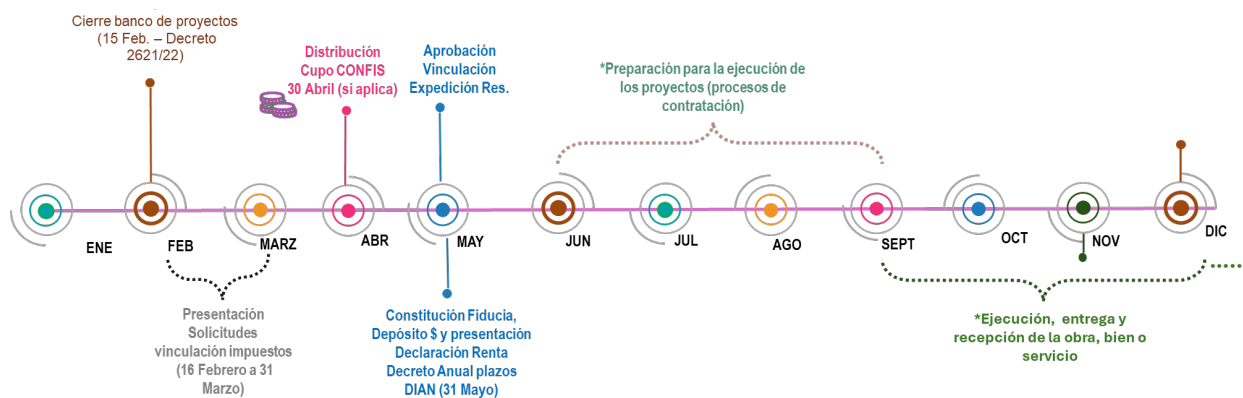 Cierre banco de proyectos
(15 Feb. – Decreto
2621/22)
Distribución
Cupo CONFIS
30 Abril (si aplica)
Aprobación
Vinculación
Expedición Res.
*Preparación para la ejecución de
los proyectos (procesos de
contratación)
ENE
FEB
MARZ
ABR
MAY
JUN
JUL
AGO
SEPT
OCT
NOV
DIC
Presentación
Solicitudes
vinculación impuestos
(16 Febrero a 31
Marzo)
Constitución Fiducia,
Depósito $ y presentación
Declaración Renta
Decreto Anual plazos
DIAN (31 Mayo)
*Ejecución, entrega y
recepción de la obra, bien o
servicio